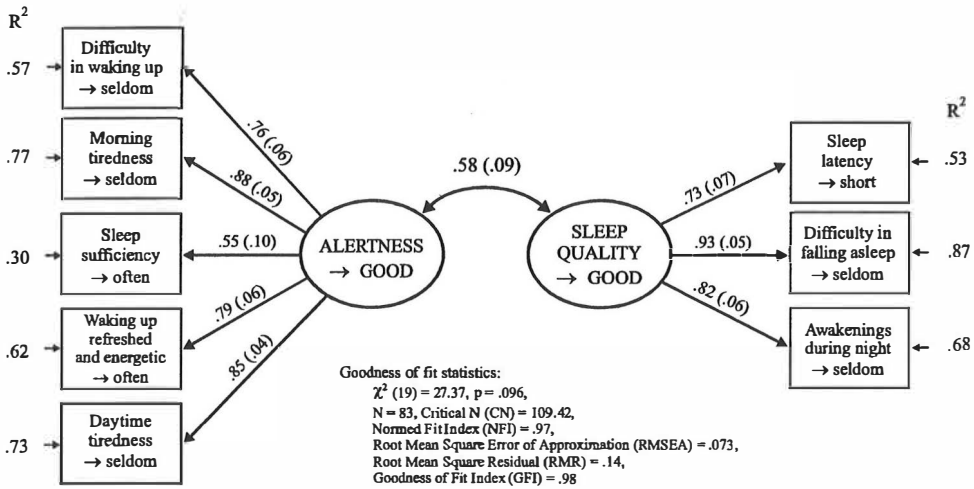 R²
Difficulty
in waking up
→ seldom
.57
.76 (.06)
Morning
tiredness
→ seldom
.77
.88 (.05)
Sleep
sufficiency
→ often
.30
.55 (.10)
Waking up
refreshed
and energetic
→ often
.62
.79 (.06)
Daytime
tiredness
→ seldom
.73
.85 (.04)
ALERTNESS
→ GOOD
.58 (.09)
SLEEP
QUALITY
→ GOOD
R²
.73 (.07)
Sleep
latency
→ short
.53
.93 (.05)
Difficulty in
falling asleep
→ seldom
.87
.82 (.06)
Awakenings
during night
→ seldom
.68
Goodness of fit statistics:
χ² (19) = 27.37, p = .096,
N = 83, Critical N (CN) = 109.42,
Normed Fit Index (NFI) = .97,
Root Mean Square Error of Approximation (RMSEA) = .073,
Root Mean Square Residual (RMR) = .14,
Goodness of Fit Index (GFI) = .98